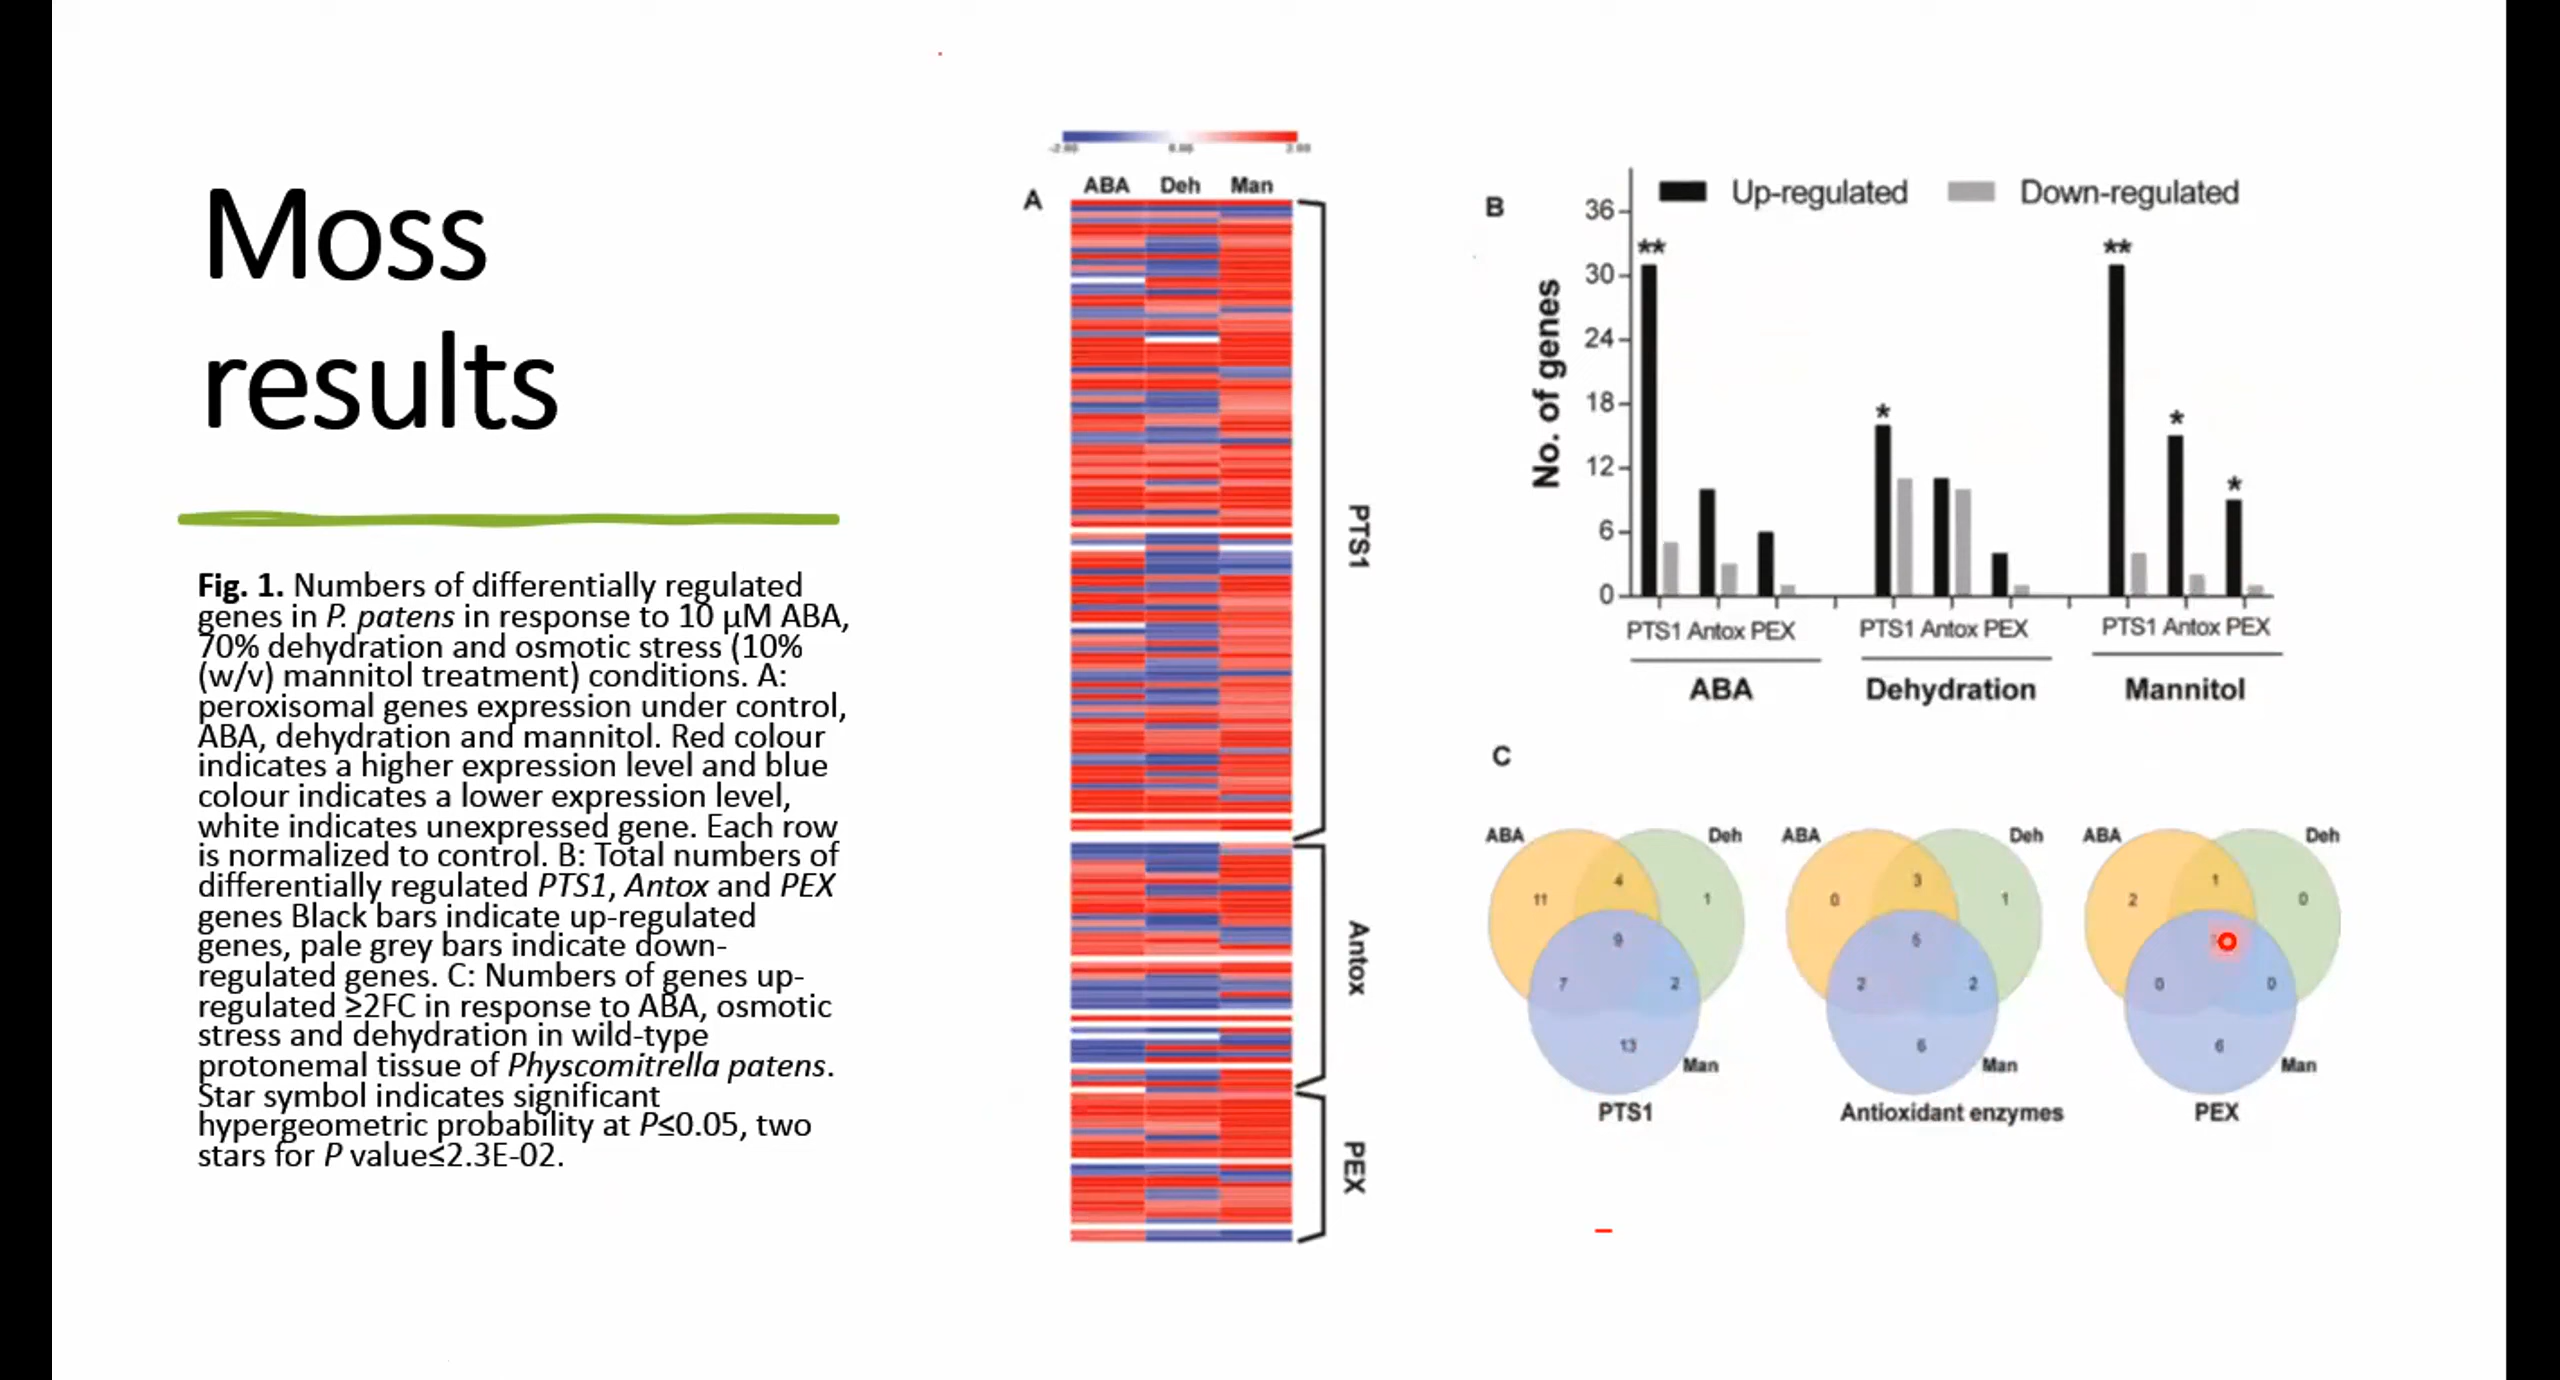 Moss
results
Fig. 1. Numbers of differentially regulated
genes in P. patens in response to 10 µM ABA,
70% dehydration and osmotic stress (10%
(w/v) mannitol treatment) conditions. A:
peroxisomal genes expression under control,
ABA, dehydration and mannitol. Red colour
indicates a higher expression level and blue
colour indicates a lower expression level,
white indicates unexpressed gene. Each row
is normalized to control. B: Total numbers of
differentially regulated PTS1, Antox and PEX
genes Black bars indicate up-regulated
genes, pale grey bars indicate down-
regulated genes. C: Numbers of genes up-
regulated ≥2FC in response to ABA, osmotic
stress and dehydration in wild-type
protonemal tissue of Physcomitrella patens.
Star symbol indicates significant
hypergeometric probability at P≤0.05, two
stars for P value≤2.3E-02.
-2.00 0.00 2.00
A
ABA Deh Man
PTS1
Antox
PEX
B
Up-regulated Down-regulated
No. of genes
36
30
24
18
12
6
0
** * ** * *
PTS1 Antox PEX PTS1 Antox PEX PTS1 Antox PEX
ABA Dehydration Mannitol
C
ABA Deh ABA Deh ABA Deh
4 3 1
11 1 0 1 2 0
9
7 2 2 2 0 0
13 6 6
Man Man Man
PTS1 Antioxidant enzymes PEX